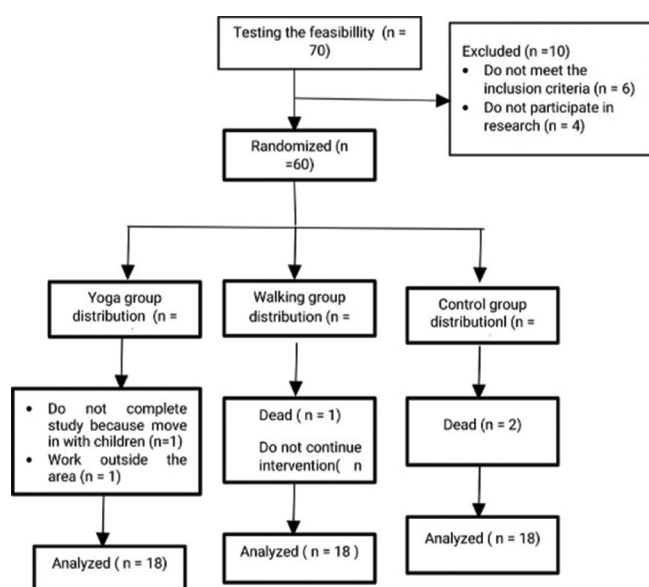 Testing the feasibillity (n =
70)
Excluded (n =10)
• Do not meet the
inclusion criteria (n = 6)
• Do not participate in
research (n = 4)
Randomized (n
=60)
Yoga group
distribution (n =
Walking group
distribution (n =
Control group
distributionl (n =
• Do not complete
study because move
in with children (n=1)
• Work outside the
area (n = 1)
Dead ( n = 1)
Do not continue
intervention( n
Dead (n = 2)
Analyzed ( n = 18)
Analyzed ( n = 18 )
Analyzed ( n = 18)